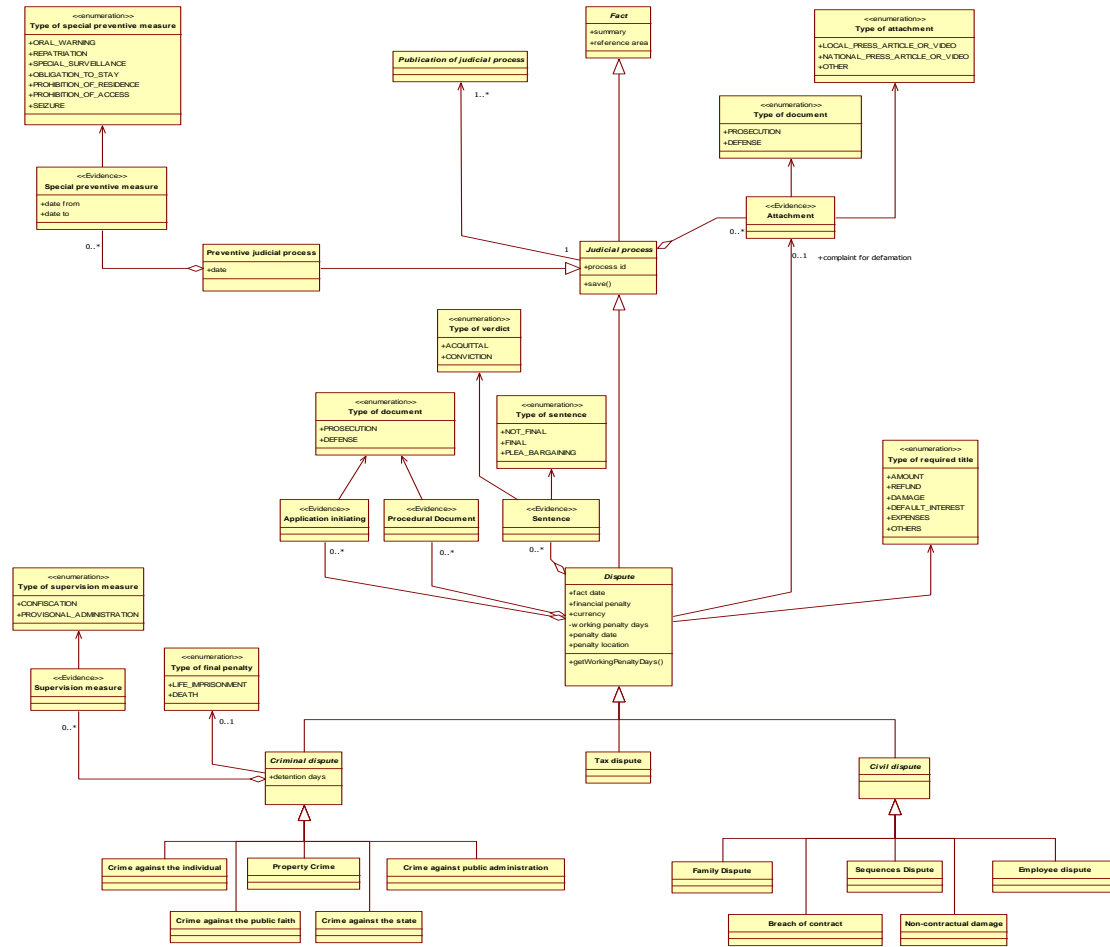 <<enumeration>>
Type of special preventive measure
+ORAL_WARNING
+REPATRIATION
+SPECIAL_SURVEILLANCE
+OBLIGATION_TO_STAY
+PROHIBITION_OF_RESIDENCE
+PROHIBITION_OF_ACCESS
+SEIZURE
Fact
+summary
+reference area
<<enumeration>>
Type of attachment
+LOCAL_PRESS_ARTICLE_OR_VIDEO
+NATIONAL_PRESS_ARTICLE_OR_VIDEO
+OTHER
Publication of judicial process
1..*
<<enumeration>>
Type of document
+PROSECUTION
+DEFENSE
<<Evidence>>
Special preventive measure
+date from
+date to
0..*
<<Evidence>>
Attachment
0..*
0..1
+complaint for defamation
Preventive judicial process
+date
1
Judicial process
+process id
+save()
<<enumeration>>
Type of verdict
+ACQUITTAL
+CONVICTION
<<enumeration>>
Type of document
+PROSECUTION
+DEFENSE
<<enumeration>>
Type of sentence
+NOT_FINAL
+FINAL
+PLEA_BARGAINING
<<enumeration>>
Type of required title
+AMOUNT
+REFUND
+DAMAGE
+DEFAULT_INTEREST
+EXPENSES
+OTHERS
<<Evidence>>
Application initiating
0..*
<<Evidence>>
Procedural Document
0..*
<<Evidence>>
Sentence
0..*
Dispute
+fact date
+financial penalty
+currency
-working penalty days
+penalty date
+penalty location
+getWorkingPenaltyDays()
<<enumeration>>
Type of supervision measure
+CONFISCATION
+PROVISONAL_ADMINISTRATION
<<Evidence>>
Supervision measure
0..*
<<enumeration>>
Type of final penalty
+LIFE_IMPRISONMENT
+DEATH
0..1
Criminal dispute
+detention days
Tax dispute
Civil dispute
Crime against the individual
Property Crime
Crime against public administration
Crime against the public faith
Crime against the state
Family Dispute
Sequences Dispute
Employee dispute
Breach of contract
Non-contractual damage